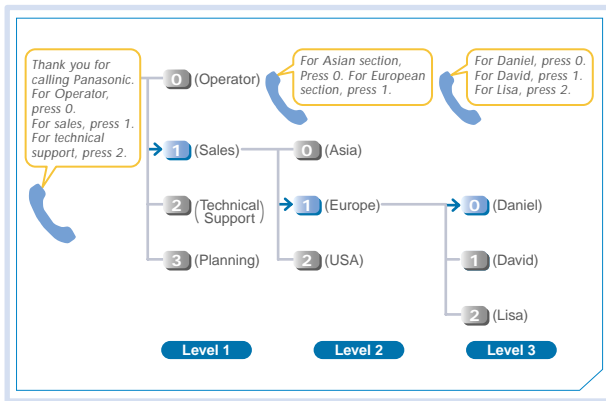 Thank you for
calling Panasonic.
For Operator,
press 0.
For sales, press 1.
For technical
support, press 2.
For Asian section,
Press 0. For European
section, press 1.
For Daniel, press 0.
For David, press 1.
For Lisa, press 2.
0 (Operator)
1 (Sales)
2 (Technical
Support)
3 (Planning)
0 (Asia)
1 (Europe)
2 (USA)
0 (Daniel)
1 (David)
2 (Lisa)
Level 1
Level 2
Level 3